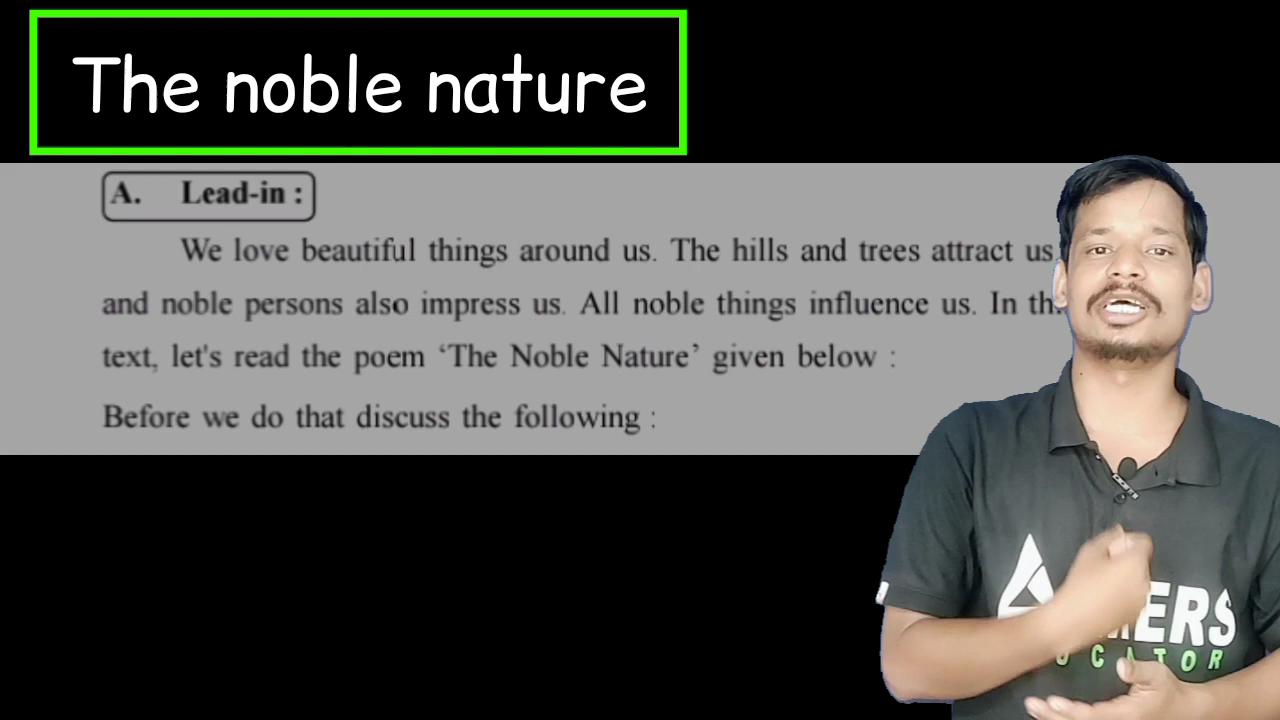 The noble nature
A. Lead-in :
We love beautiful things around us. The hills and trees attract us
and noble persons also impress us. All noble things influence us. In
text, let's read the poem ‘The Noble Nature’ given below :
Before we do that discuss the following :